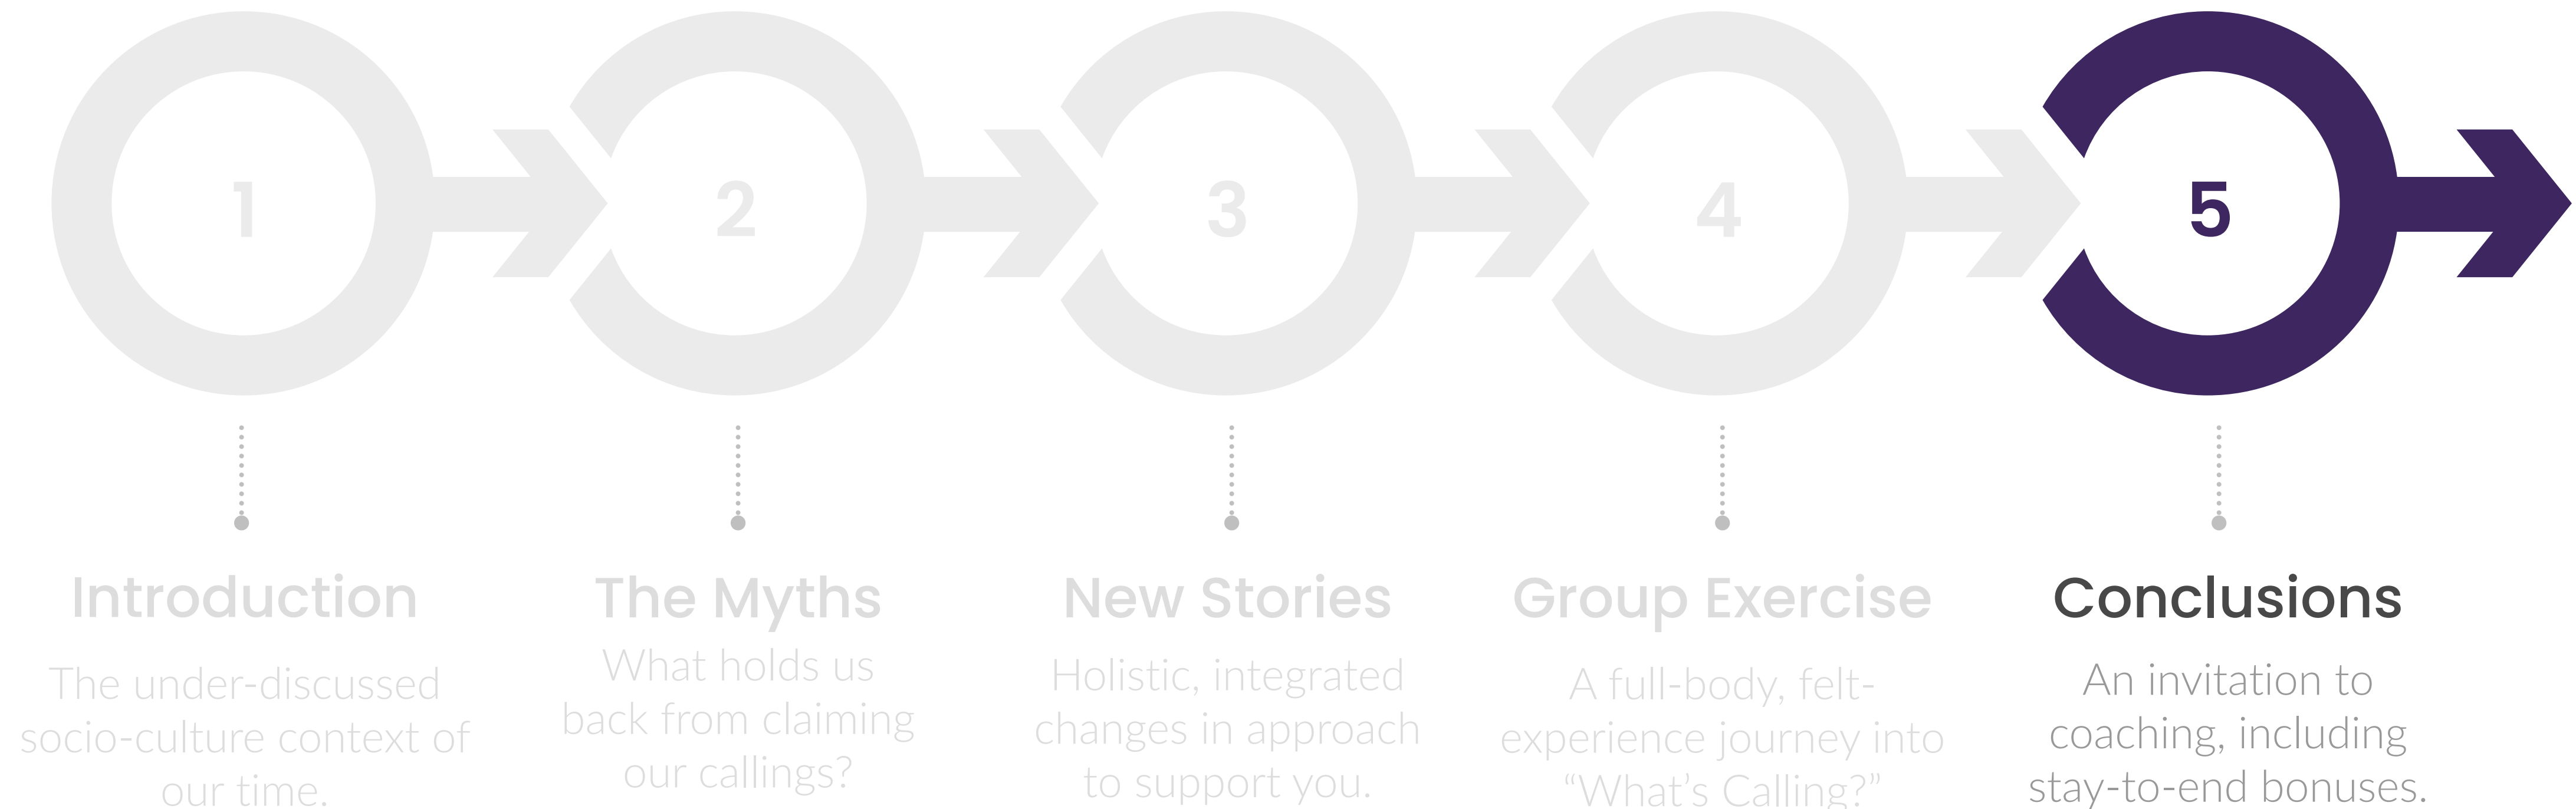 1
2
3
4
5
Introduction
The under-discussed
socio-culture context of
our time.
The Myths
What holds us
back from claiming
our callings?
New Stories
Holistic, integrated
changes in approach
to support you.
Group Exercise
A full-body, felt-
experience journey into
“What’s Calling?”
Conclusions
An invitation to
coaching, including
stay-to-end bonuses.